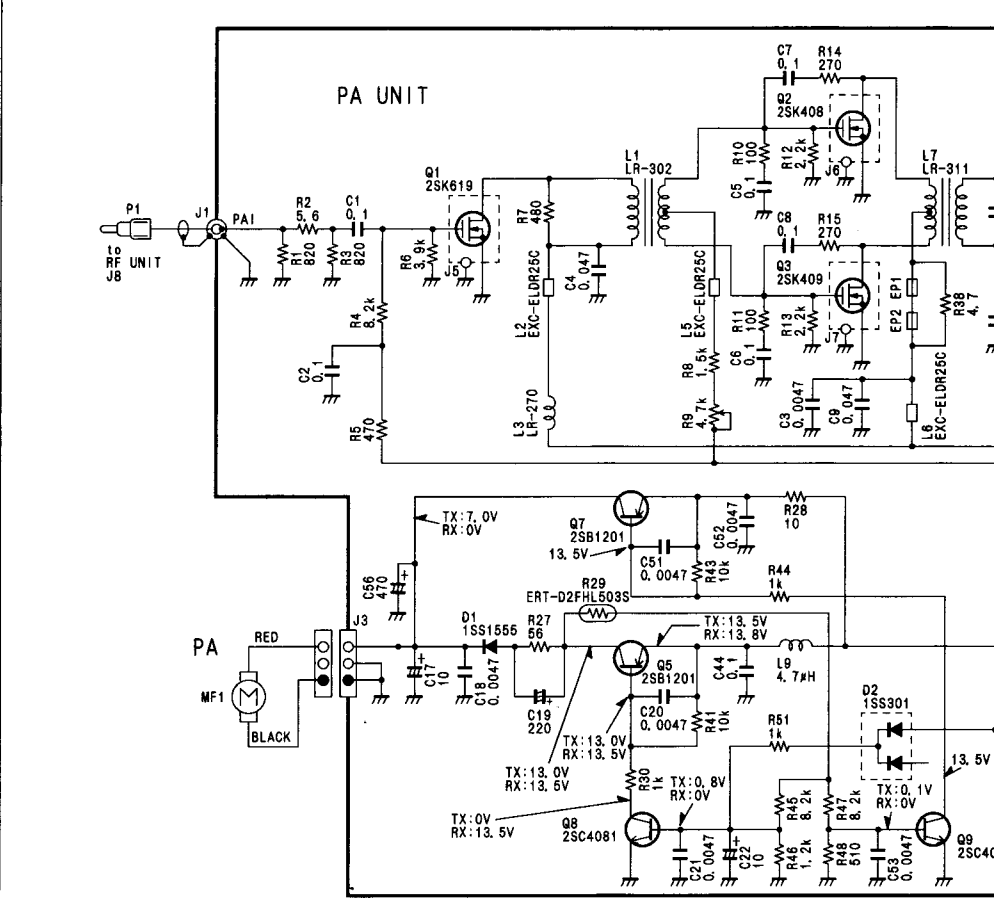 PA UNIT
P1
to
RF UNIT
J8
J1
PA1
R1
820
R2
5.6
R3
820
C1
0.1
R4
8.2k
C2
0.1
R5
470
R6
3.9k
J5
Q1
2SK619
R7
480
C4
0.047
L2
EXC-ELDR25C
L3
LR-270
L1
LR-302
L5
EXC-ELDR25C
R8
1.5k
R9
4.7k
C7
0.1
R14
270
Q2
2SK408
R10
100
C5
0.1
R12
2.2k
J6
C8
0.1
R15
270
Q3
2SK409
R11
100
C6
0.1
R13
2.2k
J7
L7
LR-311
EP1
EP2
R38
4.7
C3
0.0047
C9
0.047
L6
EXC-ELDR25C
TX:7.0V
RX:0V
Q7
2SB1201
13.5V
C51
0.0047
R43
10k
C52
0.0047
R28
10
R44
1k
C56
470
R29
ERT-D2FHL503S
PA
RED
BLACK
MF1
M
J3
C17
10
C18
0.0047
D1
1SS1555
R27
56
C19
220
TX:13.5V
RX:13.8V
Q5
2SB1201
C20
0.0047
R41
10k
C44
0.1
L9
4.7μH
D2
1SS301
R51
1k
TX:13.0V
RX:13.5V
TX:13.0V
RX:13.5V
R30
1k
TX:0V
RX:13.5V
Q8
2SC4081
TX:0.8V
RX:0V
C21
0.0047
C22
10
R45
8.2k
R46
1.2k
R47
8.2k
R48
510
TX:0.1V
RX:0V
C53
0.0047
13.5V
Q9
2SC40